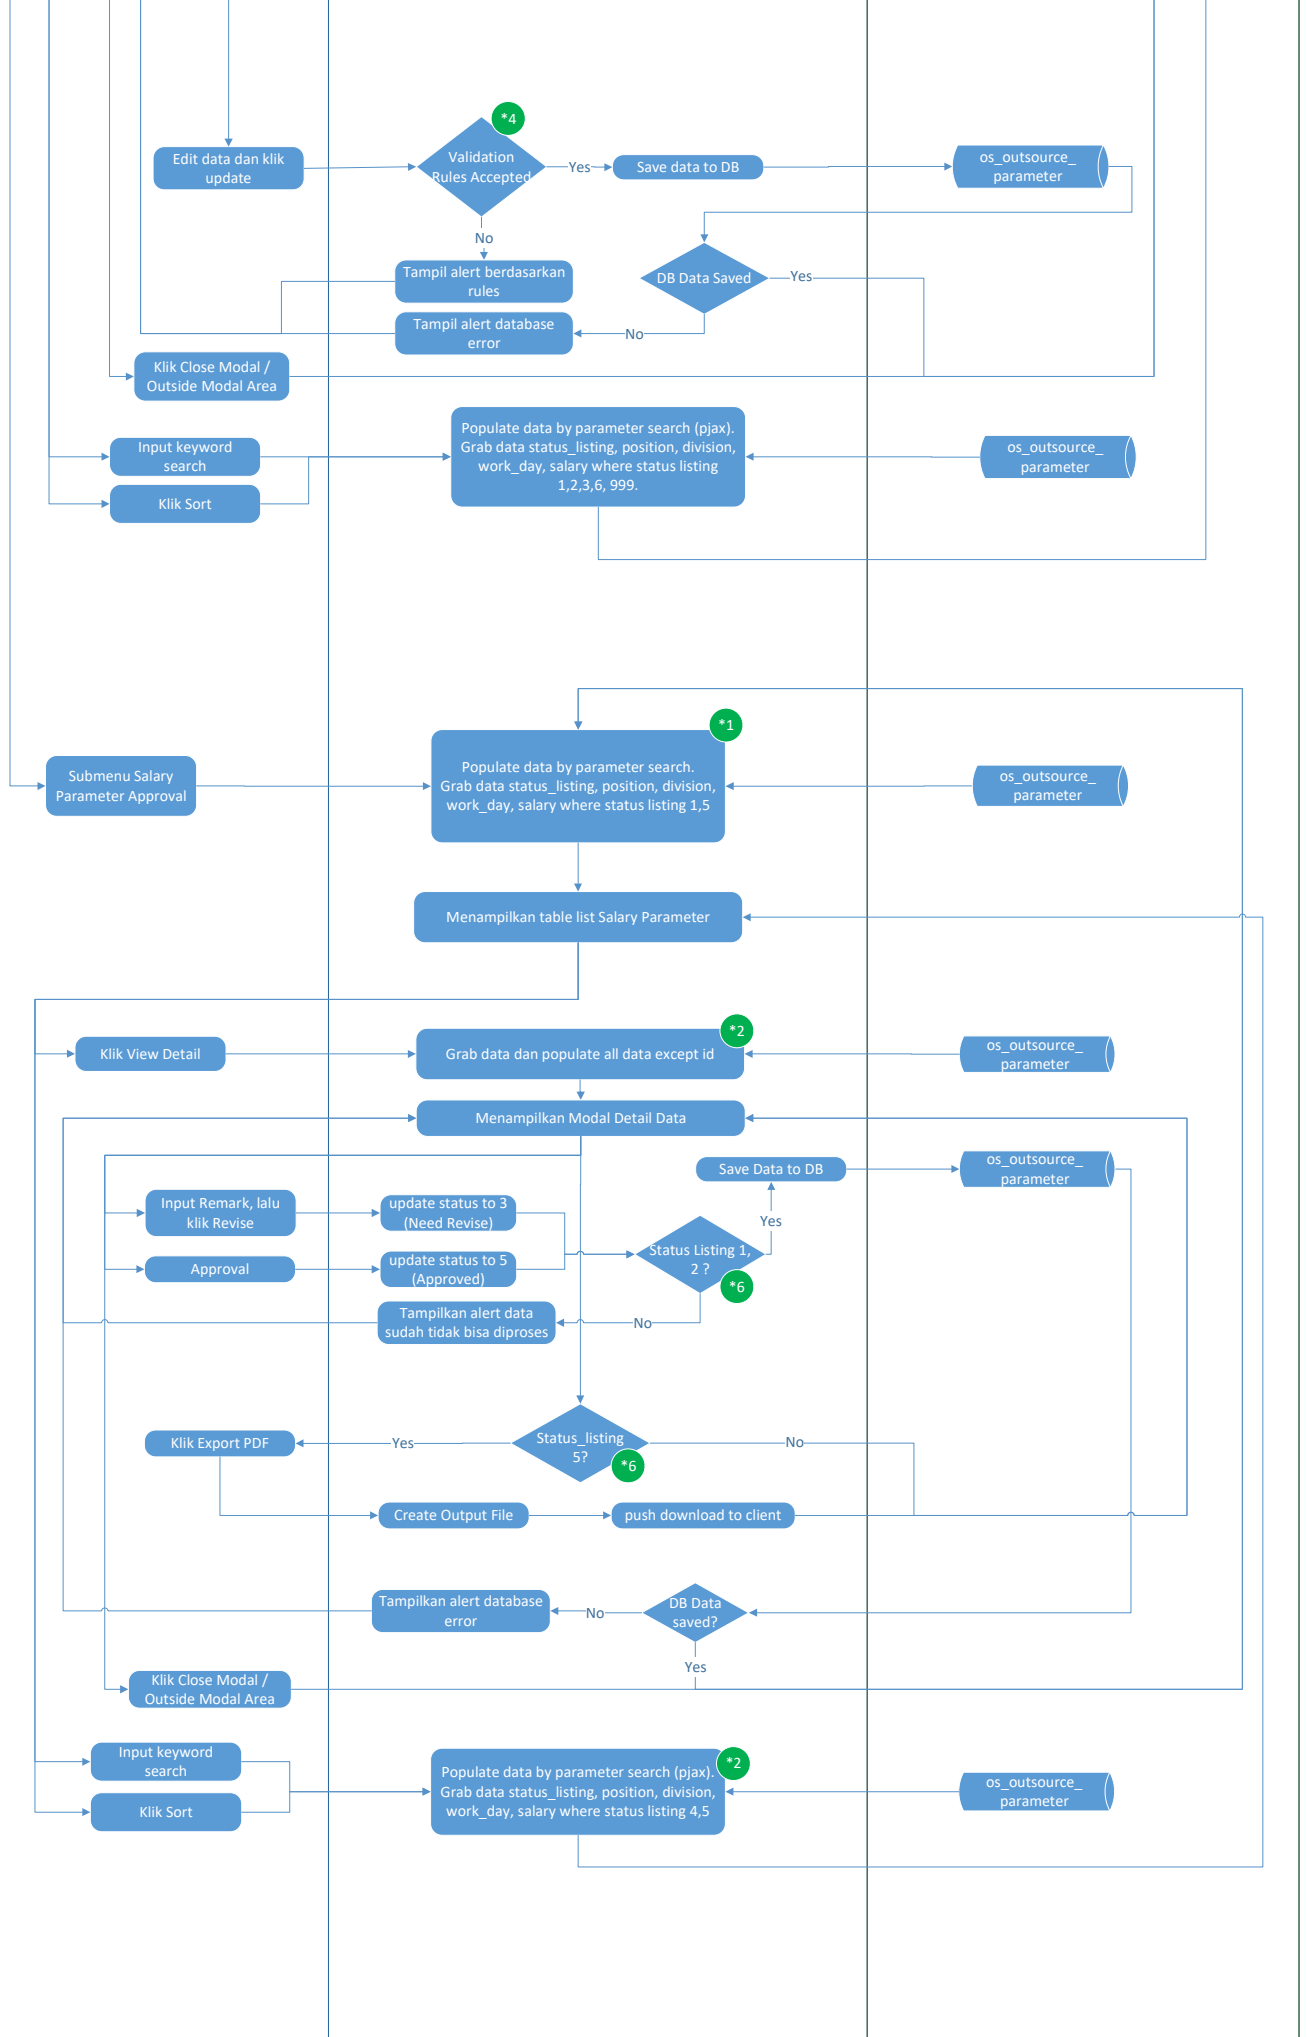 *4
Edit data dan klik
update
Validation
Rules Accepted
Yes
Save data to DB
os_outsource_
parameter
No
Tampil alert berdasarkan
rules
DB Data Saved
Yes
Tampil alert database
error
No
Klik Close Modal /
Outside Modal Area
Input keyword
search
Klik Sort
Populate data by parameter search (pjax).
Grab data status_listing, position, division,
work_day, salary where status listing
1,2,3,6, 999.
os_outsource_
parameter
*1
Submenu Salary
Parameter Approval
Populate data by parameter search.
Grab data status_listing, position, division,
work_day, salary where status listing 1,5
os_outsource_
parameter
Menampilkan table list Salary Parameter
*2
Klik View Detail
Grab data dan populate all data except id
os_outsource_
parameter
Menampilkan Modal Detail Data
Save Data to DB
os_outsource_
parameter
Input Remark, lalu
klik Revise
update status to 3
(Need Revise)
Yes
Approval
update status to 5
(Approved)
Status Listing 1,
2 ?
*6
Tampilkan alert data
sudah tidak bisa diproses
No
Klik Export PDF
Yes
Status_listing
5?
*6
No
Create Output File
push download to client
Tampilkan alert database
error
No
DB Data
saved?
Yes
Klik Close Modal /
Outside Modal Area
Input keyword
search
Klik Sort
*2
Populate data by parameter search (pjax).
Grab data status_listing, position, division,
work_day, salary where status listing 4,5
os_outsource_
parameter